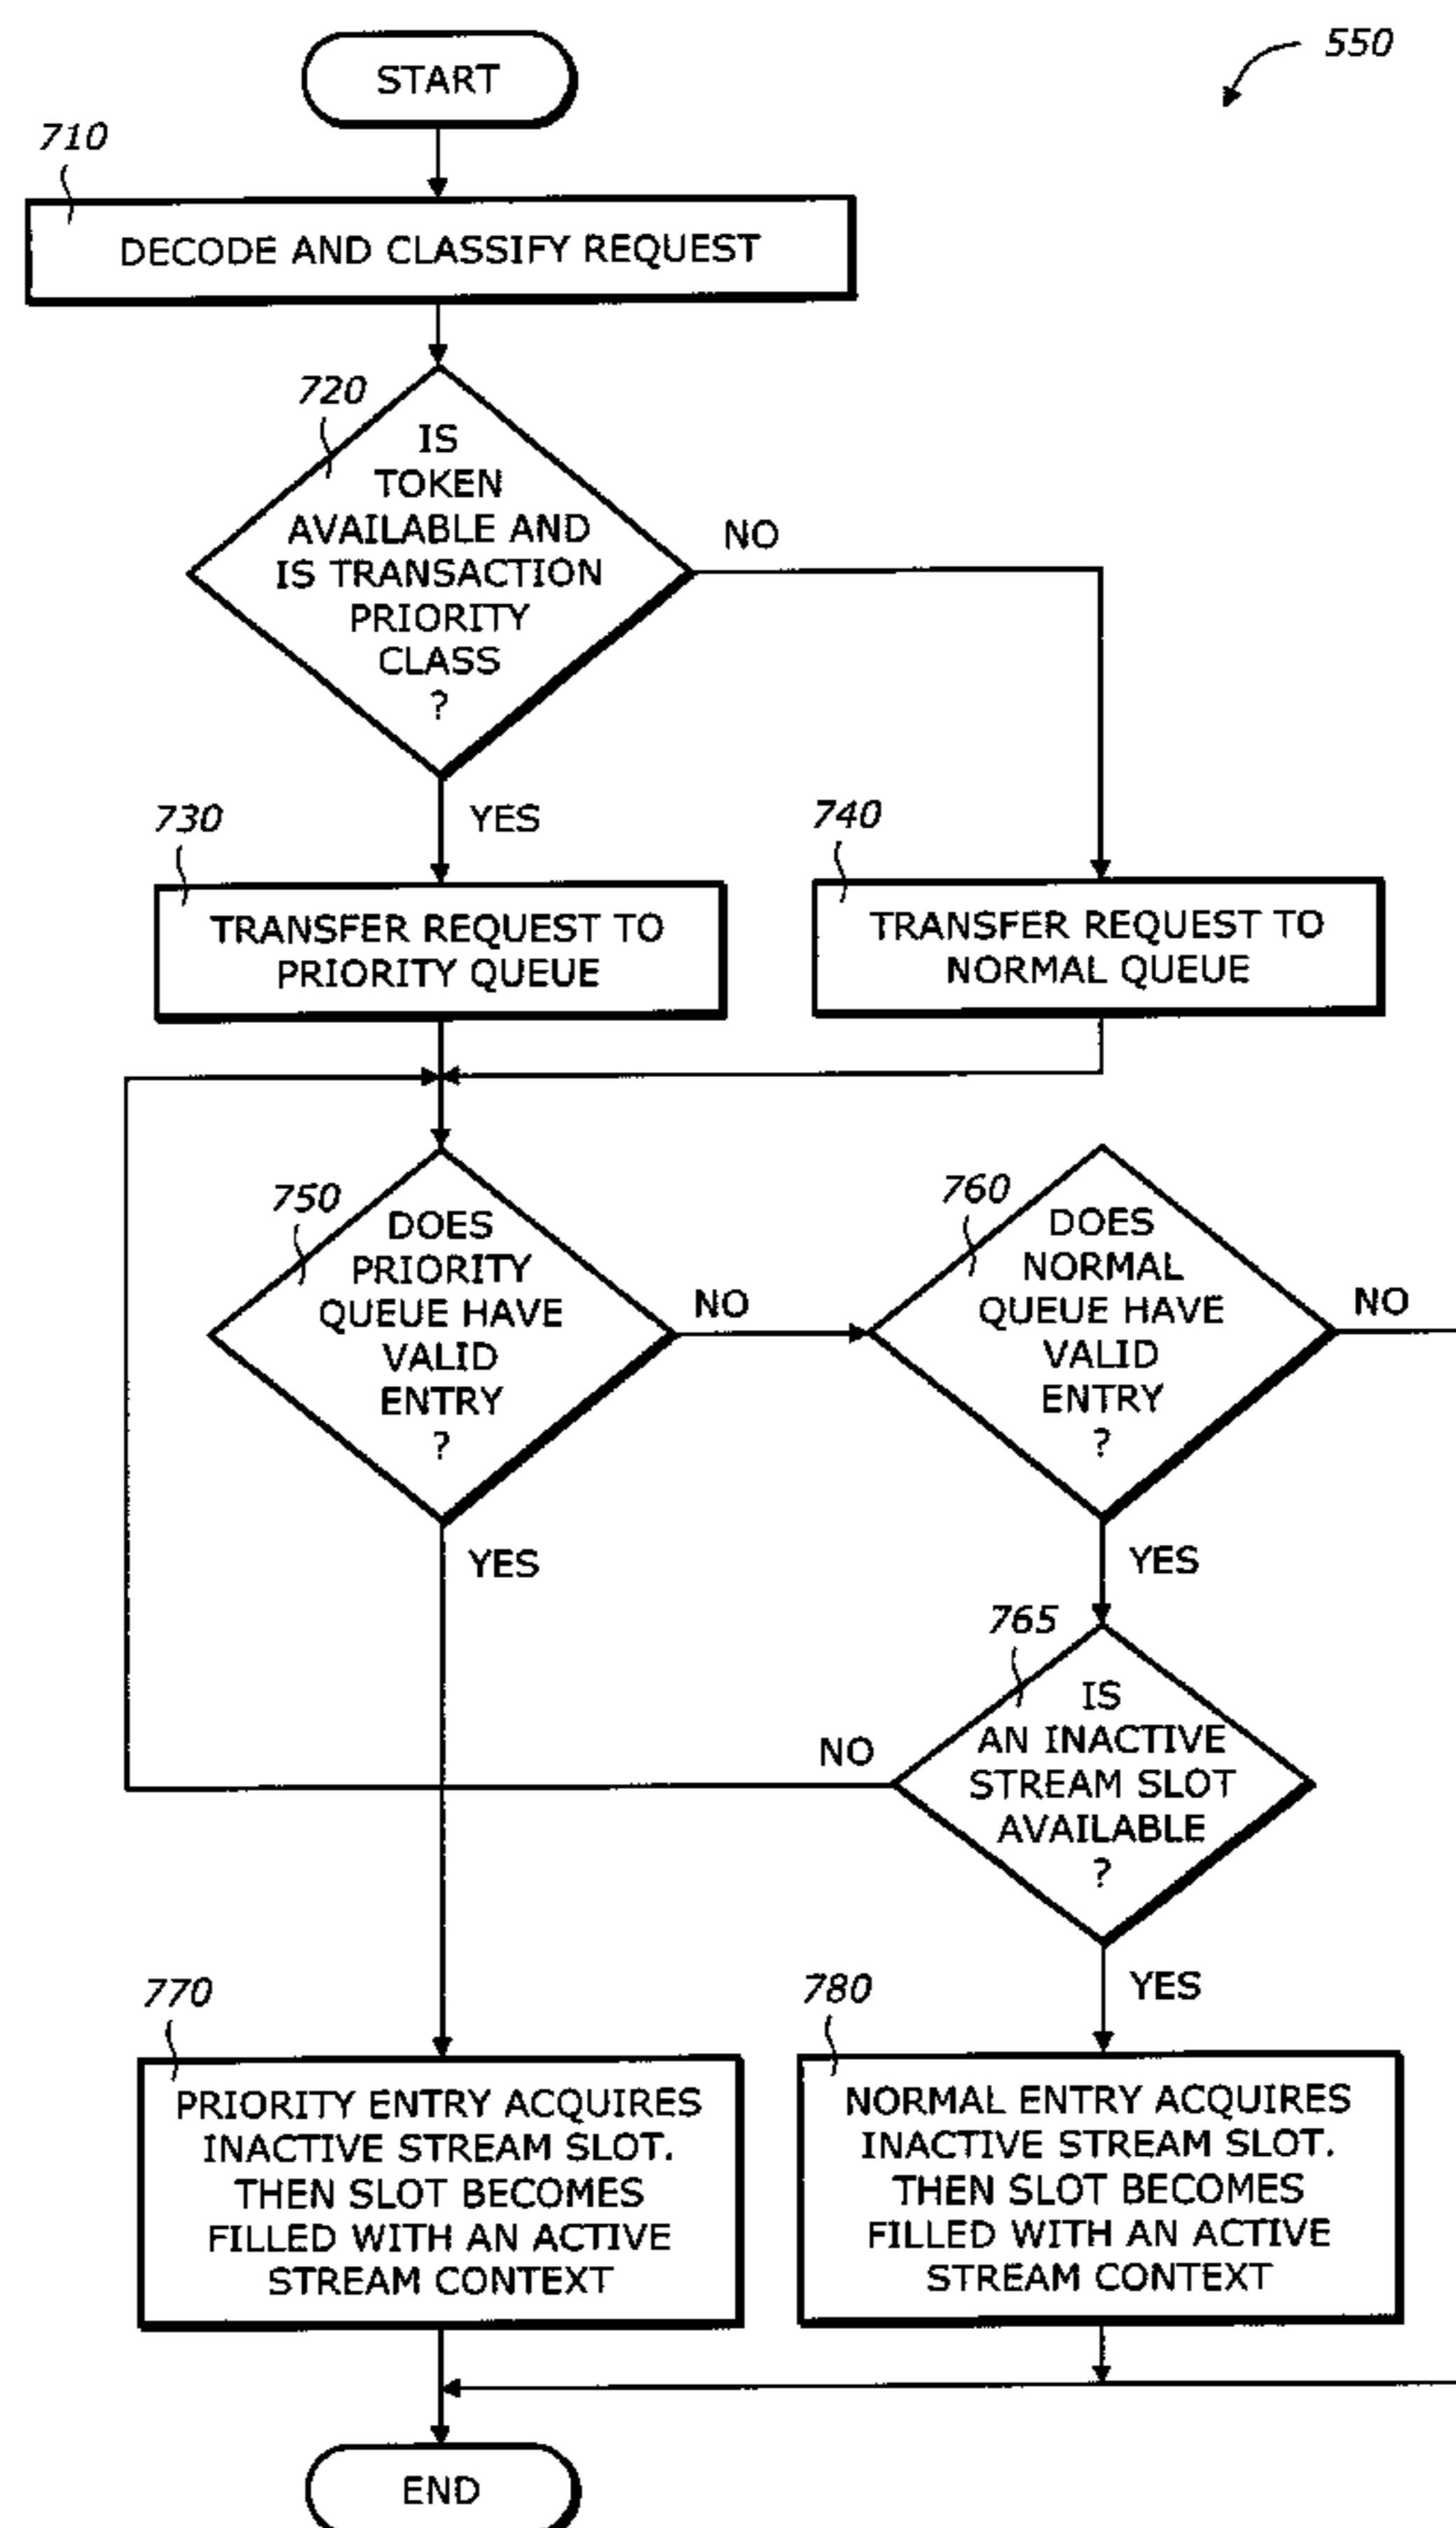 START
550
710
DECODE AND CLASSIFY REQUEST
720
IS
TOKEN
AVAILABLE AND
IS TRANSACTION
PRIORITY
CLASS
?
NO
YES
730
TRANSFER REQUEST TO
PRIORITY QUEUE
740
TRANSFER REQUEST TO
NORMAL QUEUE
750
DOES
PRIORITY
QUEUE HAVE
VALID
ENTRY
?
NO
YES
760
DOES
NORMAL
QUEUE HAVE
VALID
ENTRY
?
NO
YES
765
IS
AN INACTIVE
STREAM SLOT
AVAILABLE
?
NO
YES
770
PRIORITY ENTRY ACQUIRES
INACTIVE STREAM SLOT.
THEN SLOT BECOMES
FILLED WITH AN ACTIVE
STREAM CONTEXT
780
NORMAL ENTRY ACQUIRES
INACTIVE STREAM SLOT.
THEN SLOT BECOMES
FILLED WITH AN ACTIVE
STREAM CONTEXT
END